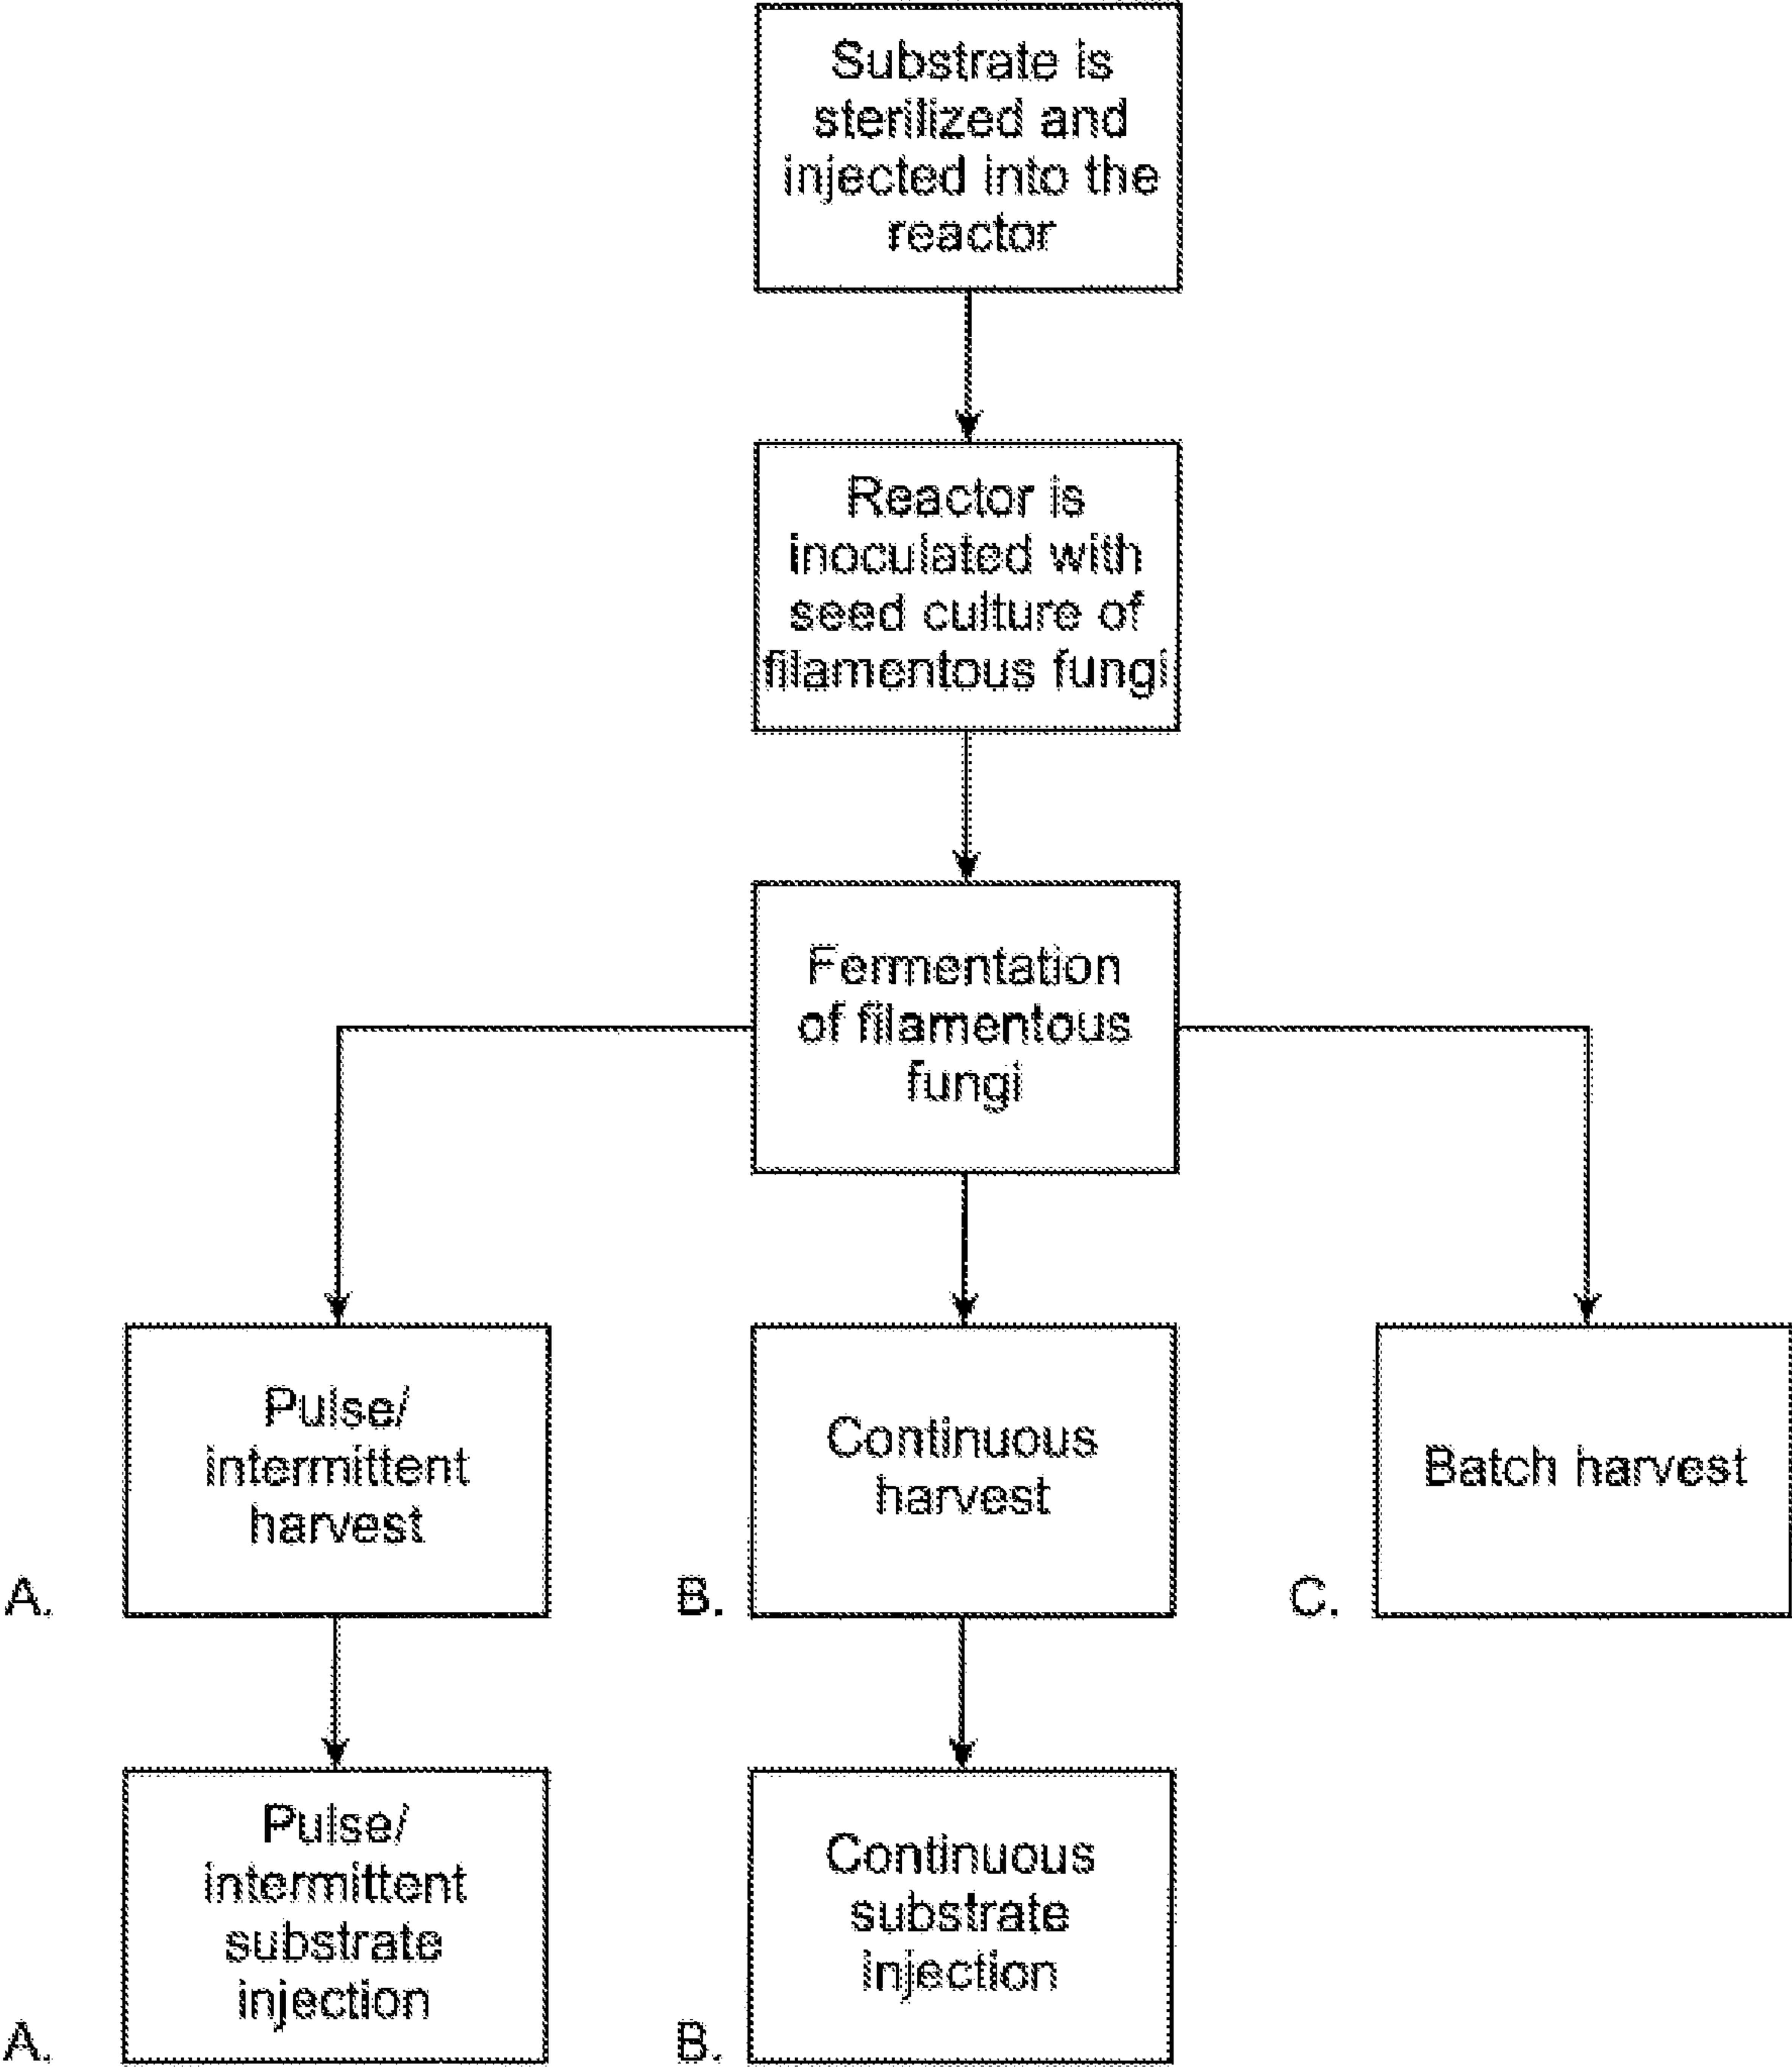 Substrate is
sterilized and
injected into the
reactor
Reactor is
inoculated with
seed culture of
filamentous fungi
Fermentation
of filamentous
fungi
Pulse/
intermittent
harvest
A.
Continuous
harvest
B.
Batch harvest
C.
Pulse/
intermittent
substrate
injection
A.
Continuous
substrate
injection
B.